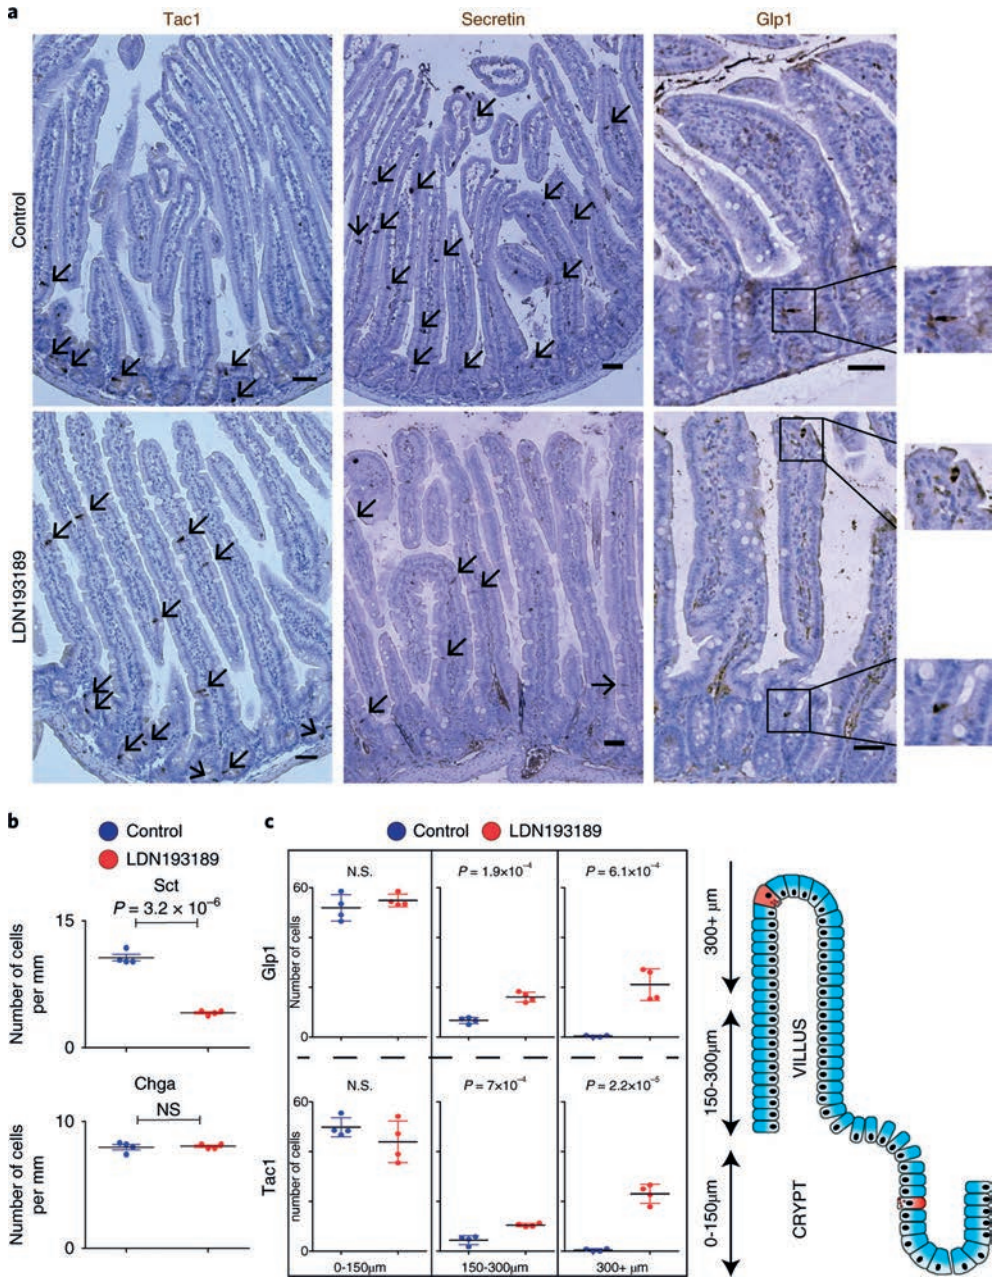 a
Tac1
Secretin
Glp1
Control
LDN193189
b
Control
LDN193189
Sct
P = 3.2 × 10⁻⁶
15
0
Number of cells
per mm
Chga
NS
10
0
Number of cells
per mm
c
Control
LDN193189
N.S.
P = 1.9×10⁻⁴
P = 6.1×10⁻⁴
60
0
Number of cells
Glp1
N.S.
P = 7×10⁻⁴
P = 2.2×10⁻⁵
60
0
number of cells
Tac1
0-150µm
150-300µm
300+ µm
300+ µm
150-300µm
0-150µm
VILLUS
CRYPT